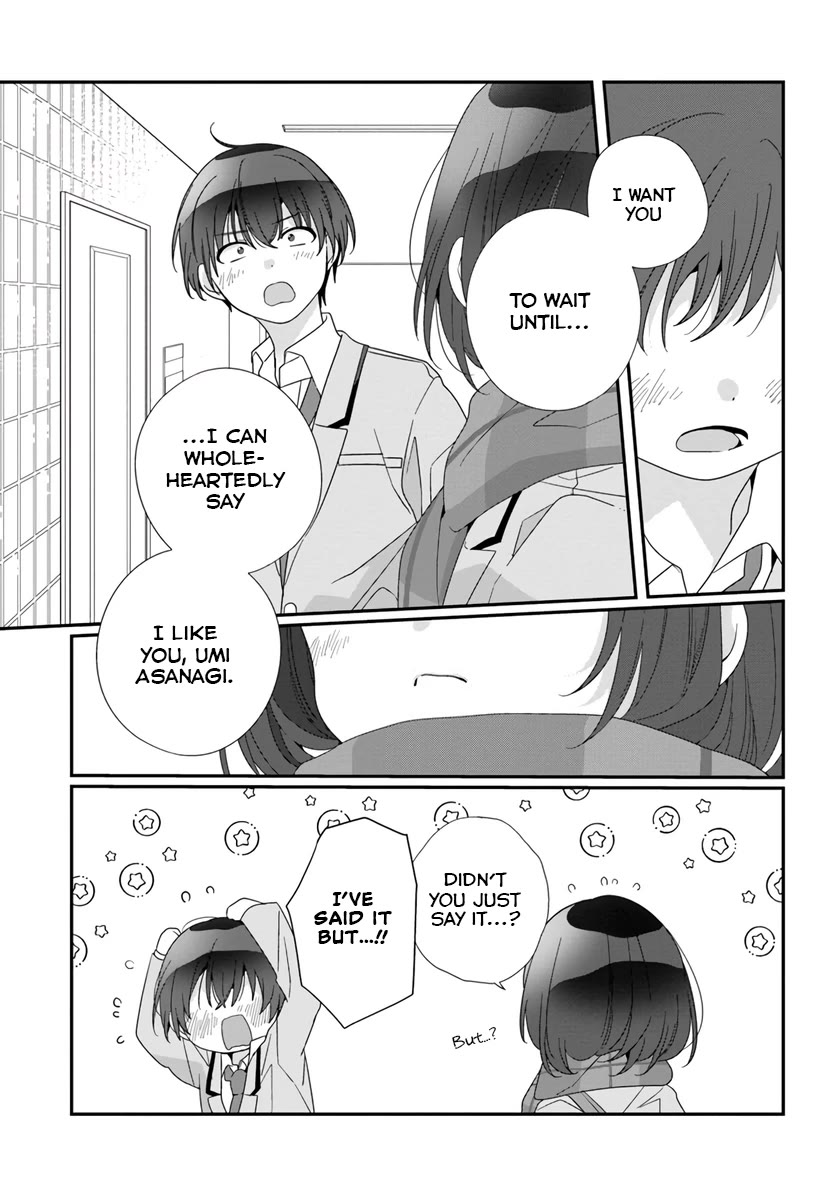 I WANT
YOU
TO WAIT
UNTIL...
...I CAN
WHOLE-
HEARTEDLY
SAY
I LIKE
YOU, UMI
ASANAGI.
DIDN'T
YOU JUST
SAY IT...?
But...?
I'VE
SAID IT
BUT...!!